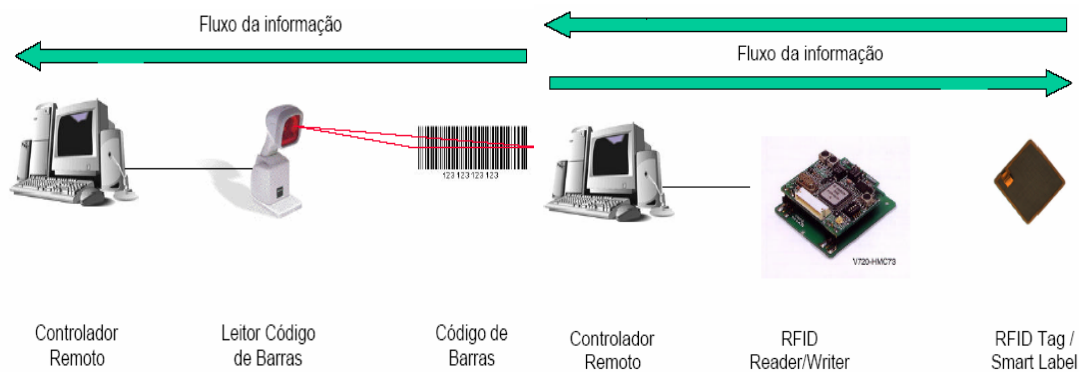 Fluxo da informação
Fluxo da informação
123 123 123 123
V720-HMC73
Controlador
Remoto
Leitor Código
de Barras
Código de
Barras
Controlador
Remoto
RFID
Reader/Writer
RFID Tag /
Smart Label